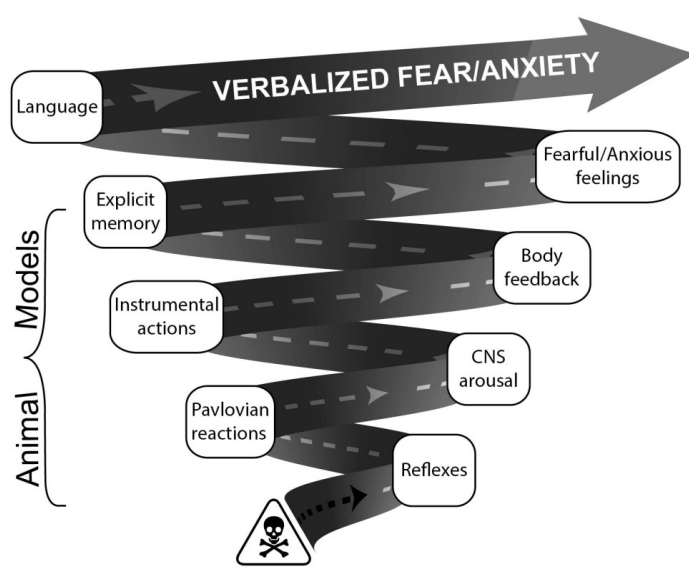 VERBALIZED FEAR/ANXIETY
Language
Fearful/Anxious
feelings
Explicit
memory
Body
feedback
Instrumental
actions
CNS
arousal
Pavlovian
reactions
Reflexes
Animal Models